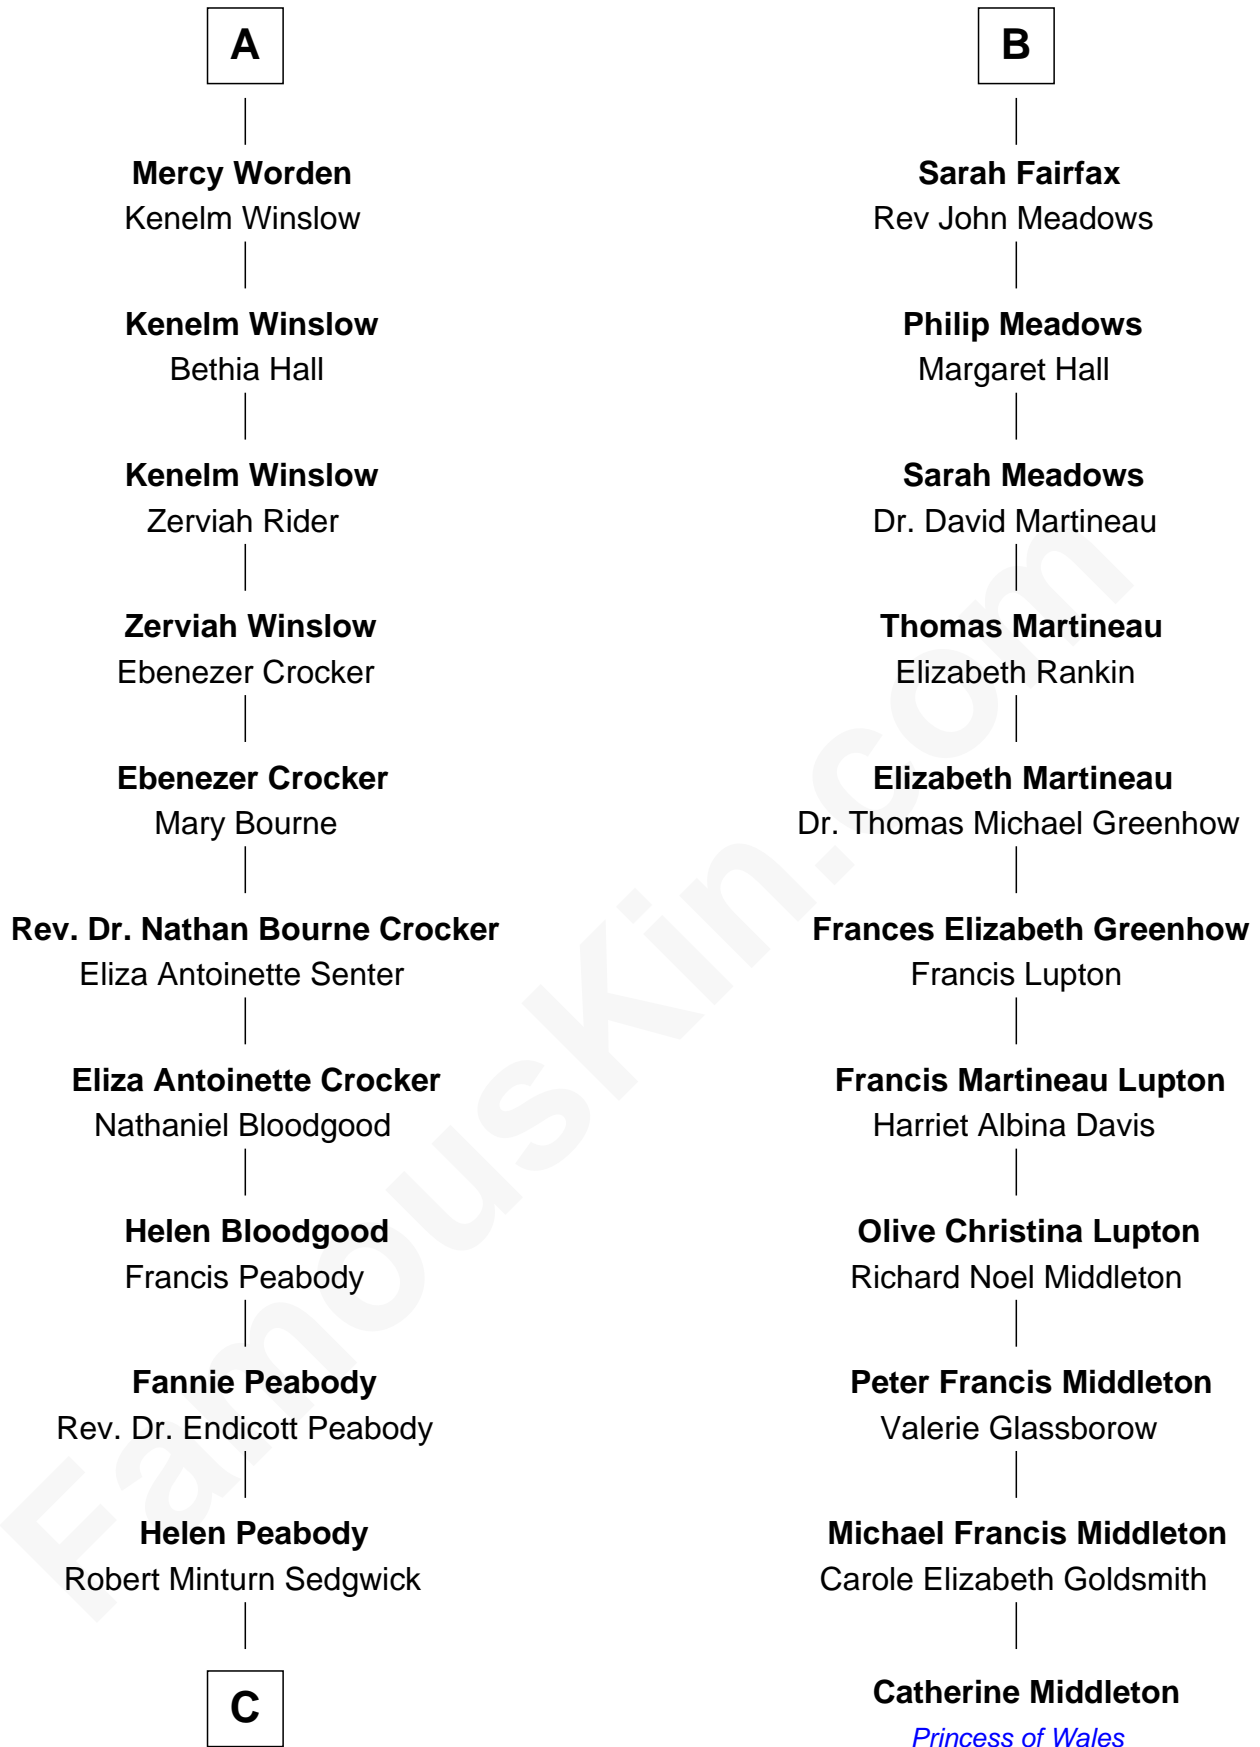 A
Mercy Worden
Kenelm Winslow
Kenelm Winslow
Bethia Hall
Kenelm Winslow
Zerviah Rider
Zerviah Winslow
Ebenezer Crocker
Ebenezer Crocker
Mary Bourne
Rev. Dr. Nathan Bourne Crocker
Eliza Antoinette Senter
Eliza Antoinette Crocker
Nathaniel Bloodgood
Helen Bloodgood
Francis Peabody
Fannie Peabody
Rev. Dr. Endicott Peabody
Helen Peabody
Robert Minturn Sedgwick
C
B
Sarah Fairfax
Rev John Meadows
Philip Meadows
Margaret Hall
Sarah Meadows
Dr. David Martineau
Thomas Martineau
Elizabeth Rankin
Elizabeth Martineau
Dr. Thomas Michael Greenhow
Frances Elizabeth Greenhow
Francis Lupton
Francis Martineau Lupton
Harriet Albina Davis
Olive Christina Lupton
Richard Noel Middleton
Peter Francis Middleton
Valerie Glassborow
Michael Francis Middleton
Carole Elizabeth Goldsmith
Catherine Middleton
Princess of Wales
FamousKin.com